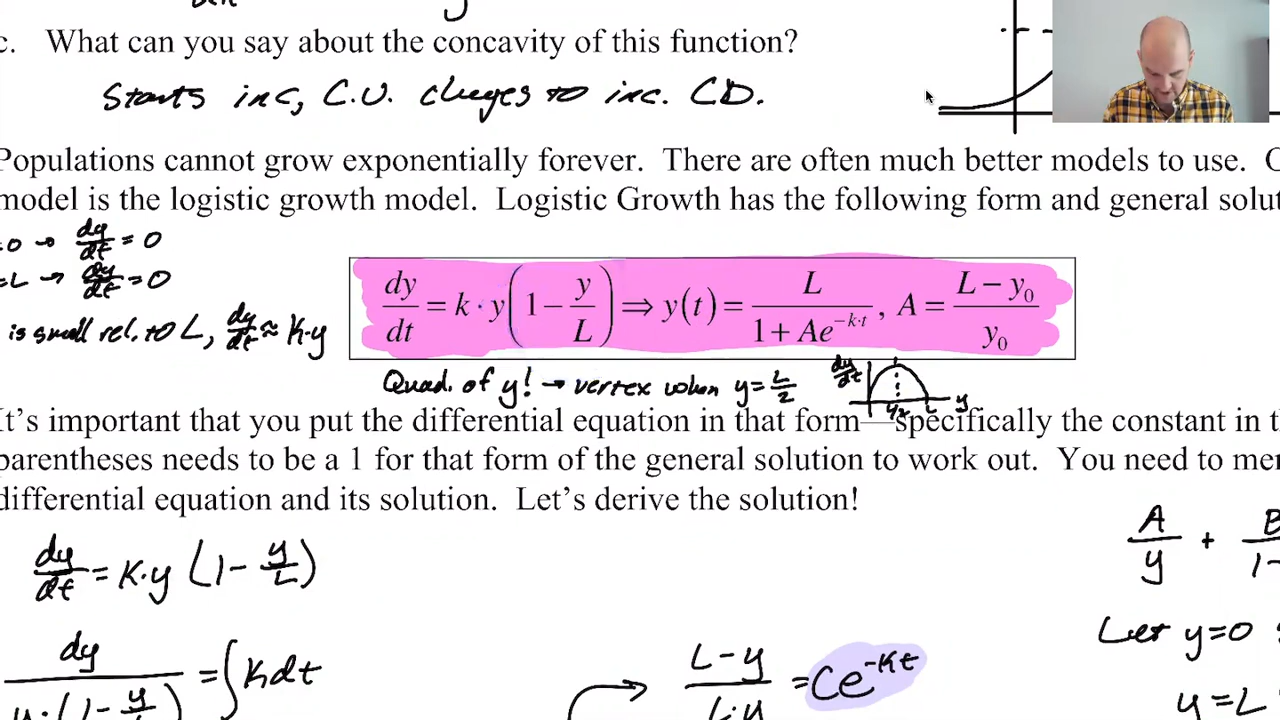 c. What can you say about the concavity of this function?
Starts inc, C.U. changes to inc. CD.
Populations cannot grow exponentially forever. There are often much better models to use.
model is the logistic growth model. Logistic Growth has the following form and general
=0 → dy/dt = 0
=L → dy/dt = 0
is small rel. to L, dy/dt ≈ K·y
dy/dt = k·y(1 − y/L) ⇒ y(t) = L/(1 + Ae^(−k·t)), A = (L − y₀)/y₀
Quad. of y! → vertex when y = L/2
dy/dt L/2 L y
It's important that you put the differential equation in that form—specifically the constant in
parentheses needs to be a 1 for that form of the general solution to work out. You need to
differential equation and its solution. Let's derive the solution!
dy/dt = K·y (1 − y/L)
A/y + B/1-
Let y=0
dy/(y·(1 − y/L)) = ∫ K dt
→ (L−y)/(L·y) = Ce^(−Kt)
y = L